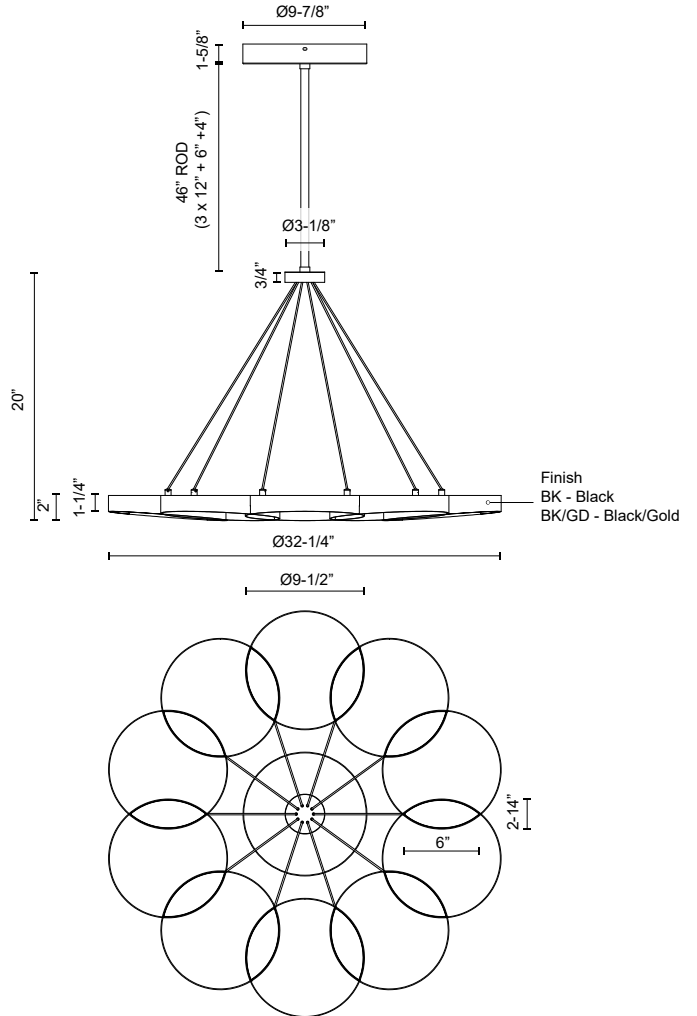 Ø9-7/8”
1-5/8”
46” ROD
(3 x 12” + 6” +4”)
Ø3-1/8”
3/4”
20”
2”
1-1/4”
Finish
BK - Black
BK/GD - Black/Gold
Ø32-1/4”
Ø9-1/2”
2-14”
6”